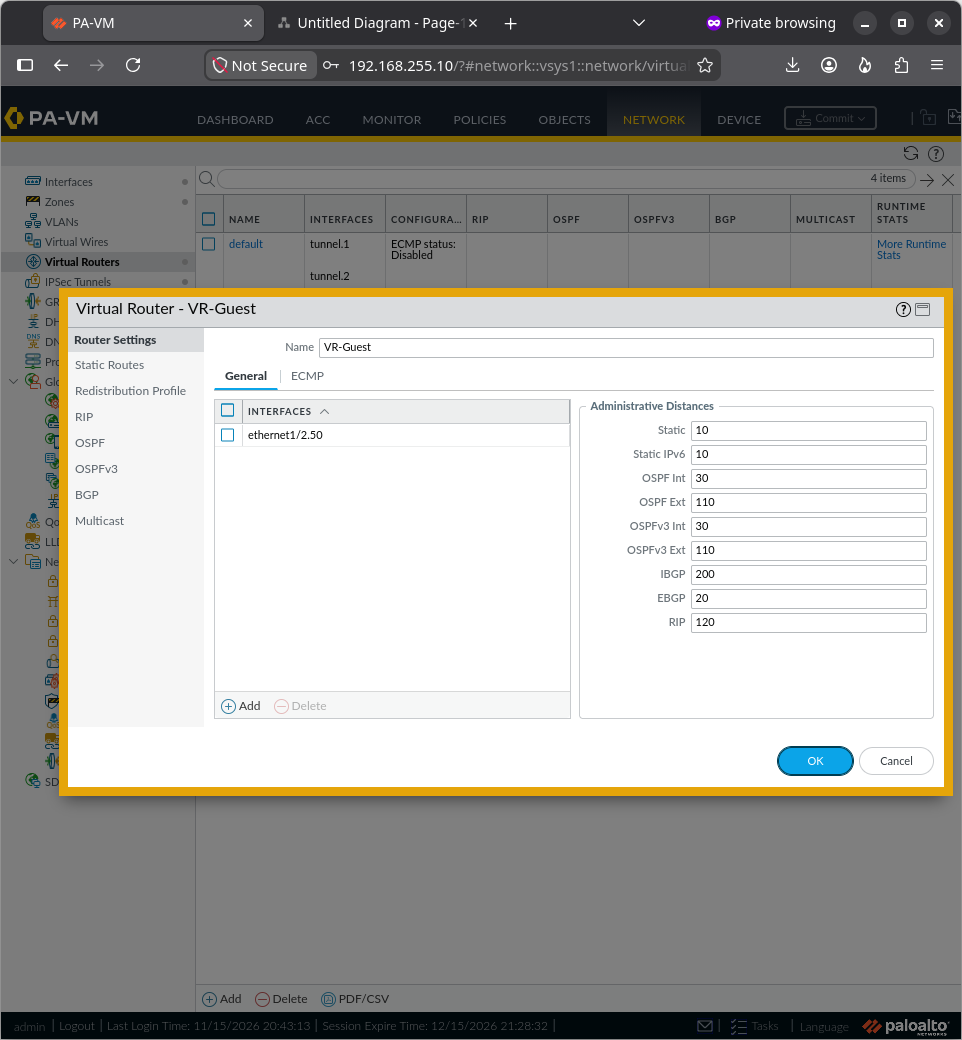 PA-VM
Untitled Diagram - Page-1
Private browsing
Not Secure
192.168.255.10/?#network::vsys1::network/virtua
PA-VM
DASHBOARD ACC MONITOR POLICIES OBJECTS NETWORK DEVICE Commit
4 items
Interfaces
Zones
VLANs
Virtual Wires
Virtual Routers
IPSec Tunnels
NAME INTERFACES CONFIGURA... RIP OSPF OSPFV3 BGP MULTICAST RUNTIME STATS
default tunnel.1 ECMP status: Disabled More Runtime Stats
tunnel.2
Virtual Router - VR-Guest
Router Settings
Static Routes
Redistribution Profile
RIP
OSPF
OSPFv3
BGP
Multicast
Name VR-Guest
General ECMP
INTERFACES
ethernet1/2.50
Add Delete
Administrative Distances
Static 10
Static IPv6 10
OSPF Int 30
OSPF Ext 110
OSPFv3 Int 30
OSPFv3 Ext 110
IBGP 200
EBGP 20
RIP 120
OK Cancel
Add Delete PDF/CSV
admin | Logout | Last Login Time: 11/15/2026 20:43:13 | Session Expire Time: 12/15/2026 21:28:32 | Tasks | Language paloalto NETWORKS